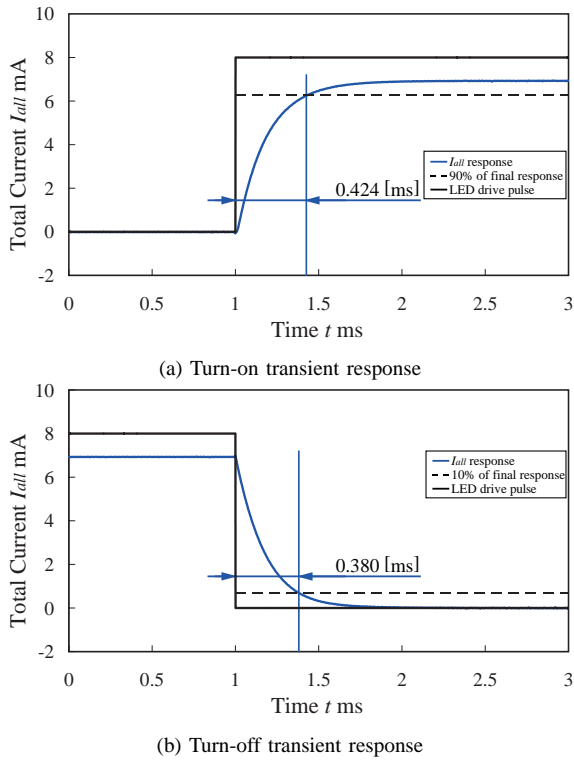 10
8
6
4
2
0
-2
Total Current Iall mA
Iall response
90% of final response
LED drive pulse
0.424 [ms]
0 0.5 1 1.5 2 2.5 3
Time t ms
(a) Turn-on transient response
10
8
6
4
2
0
-2
Total Current Iall mA
Iall response
10% of final response
LED drive pulse
0.380 [ms]
0 0.5 1 1.5 2 2.5 3
Time t ms
(b) Turn-off transient response